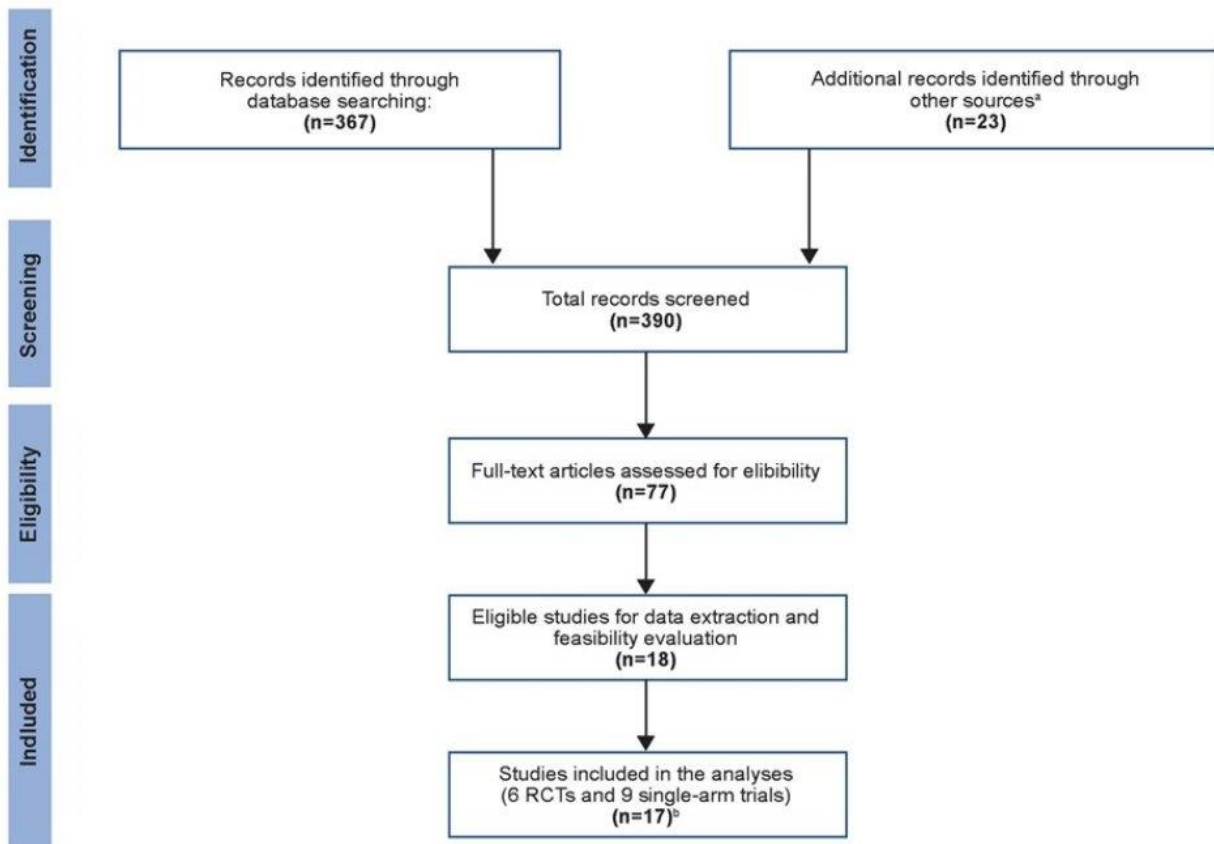 Identification
Records identified through
database searching:
(n=367)
Additional records identified through
other sourcesª
(n=23)
Screening
Total records screened
(n=390)
Eligibility
Full-text articles assessed for elibibility
(n=77)
Indluded
Eligible studies for data extraction and
feasibility evaluation
(n=18)
Studies included in the analyses
(6 RCTs and 9 single-arm trials)
(n=17)ᵇ